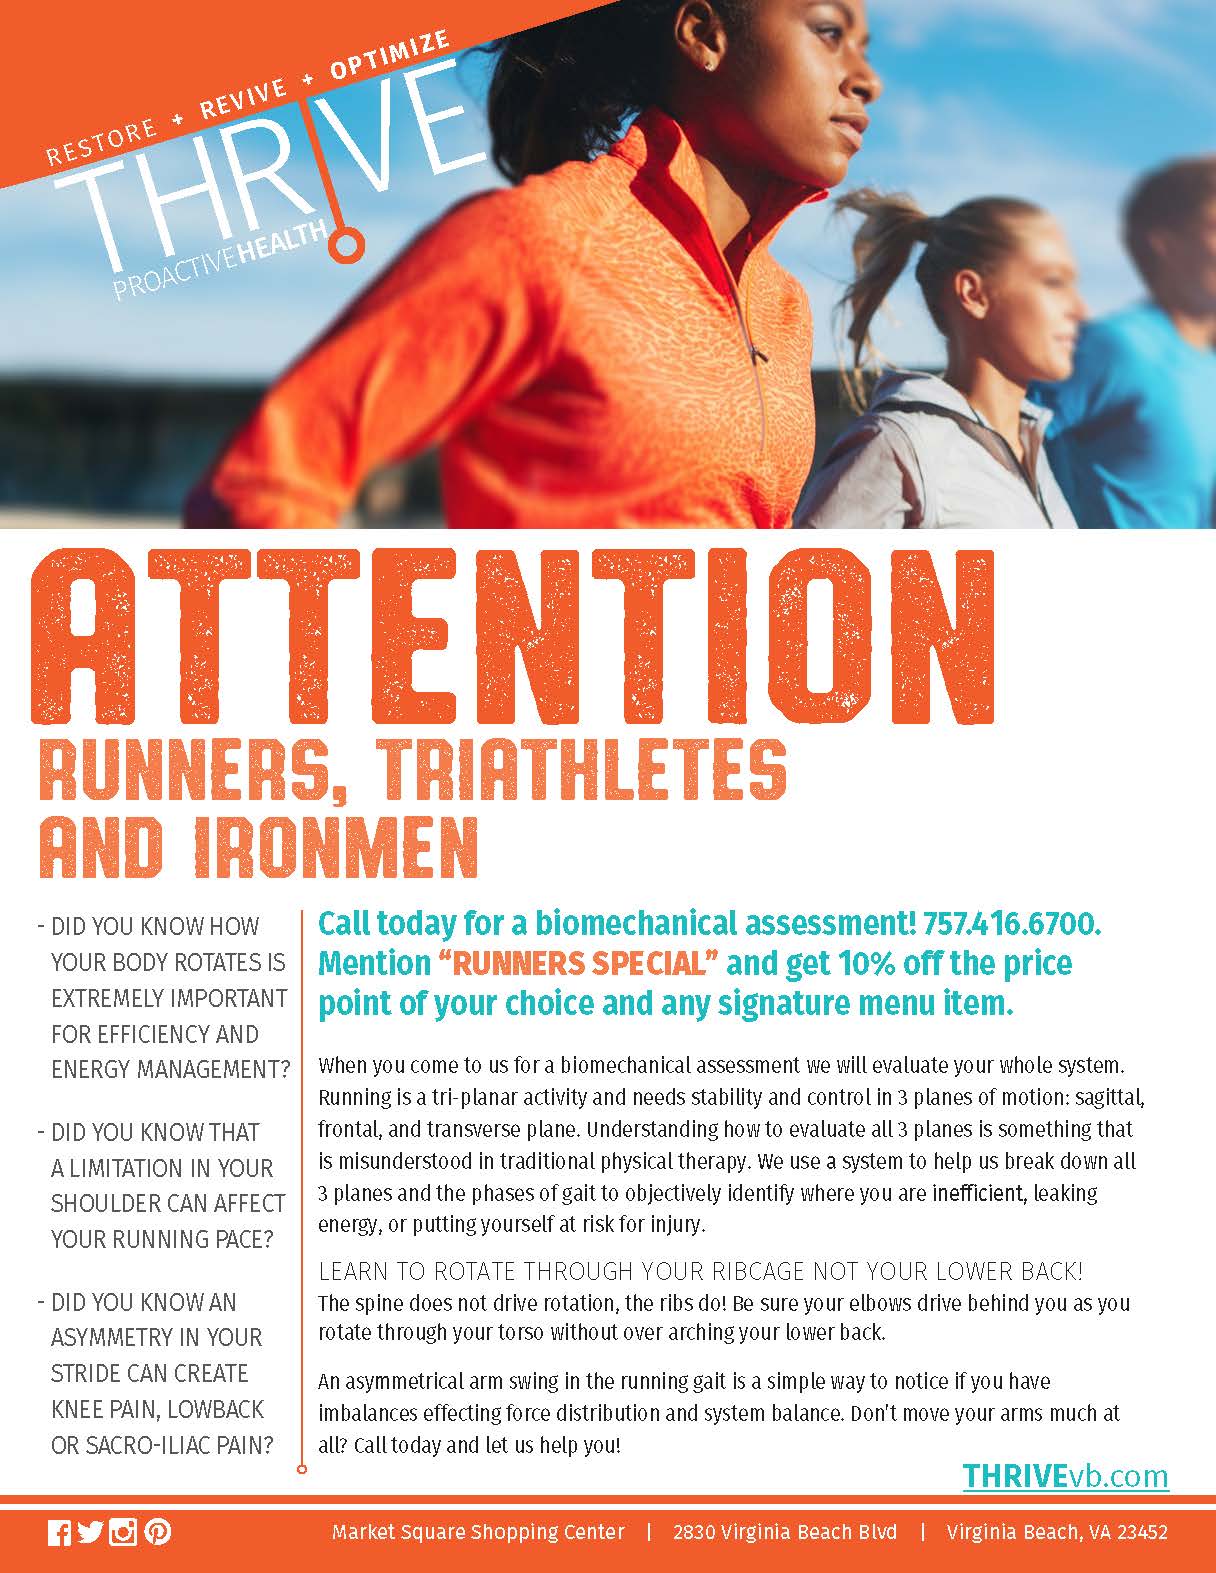 RESTORE + REVIVE + OPTIMIZE
THRIVE
PROACTIVEHEALTH
ATTENTION
RUNNERS, TRIATHLETES
AND IRONMEN
- DID YOU KNOW HOW
YOUR BODY ROTATES IS
EXTREMELY IMPORTANT
FOR EFFICIENCY AND
ENERGY MANAGEMENT?
- DID YOU KNOW THAT
A LIMITATION IN YOUR
SHOULDER CAN AFFECT
YOUR RUNNING PACE?
- DID YOU KNOW AN
ASYMMETRY IN YOUR
STRIDE CAN CREATE
KNEE PAIN, LOWBACK
OR SACRO-ILIAC PAIN?
Call today for a biomechanical assessment! 757.416.6700.
Mention “RUNNERS SPECIAL” and get 10% off the price
point of your choice and any signature menu item.
When you come to us for a biomechanical assessment we will evaluate your whole system.
Running is a tri-planar activity and needs stability and control in 3 planes of motion: sagittal,
frontal, and transverse plane. Understanding how to evaluate all 3 planes is something that
is misunderstood in traditional physical therapy. We use a system to help us break down all
3 planes and the phases of gait to objectively identify where you are inefficient, leaking
energy, or putting yourself at risk for injury.
LEARN TO ROTATE THROUGH YOUR RIBCAGE NOT YOUR LOWER BACK!
The spine does not drive rotation, the ribs do! Be sure your elbows drive behind you as you
rotate through your torso without over arching your lower back.
An asymmetrical arm swing in the running gait is a simple way to notice if you have
imbalances effecting force distribution and system balance. Don't move your arms much at
all? Call today and let us help you!
THRIVEvb.com
Market Square Shopping Center | 2830 Virginia Beach Blvd | Virginia Beach, VA 23452